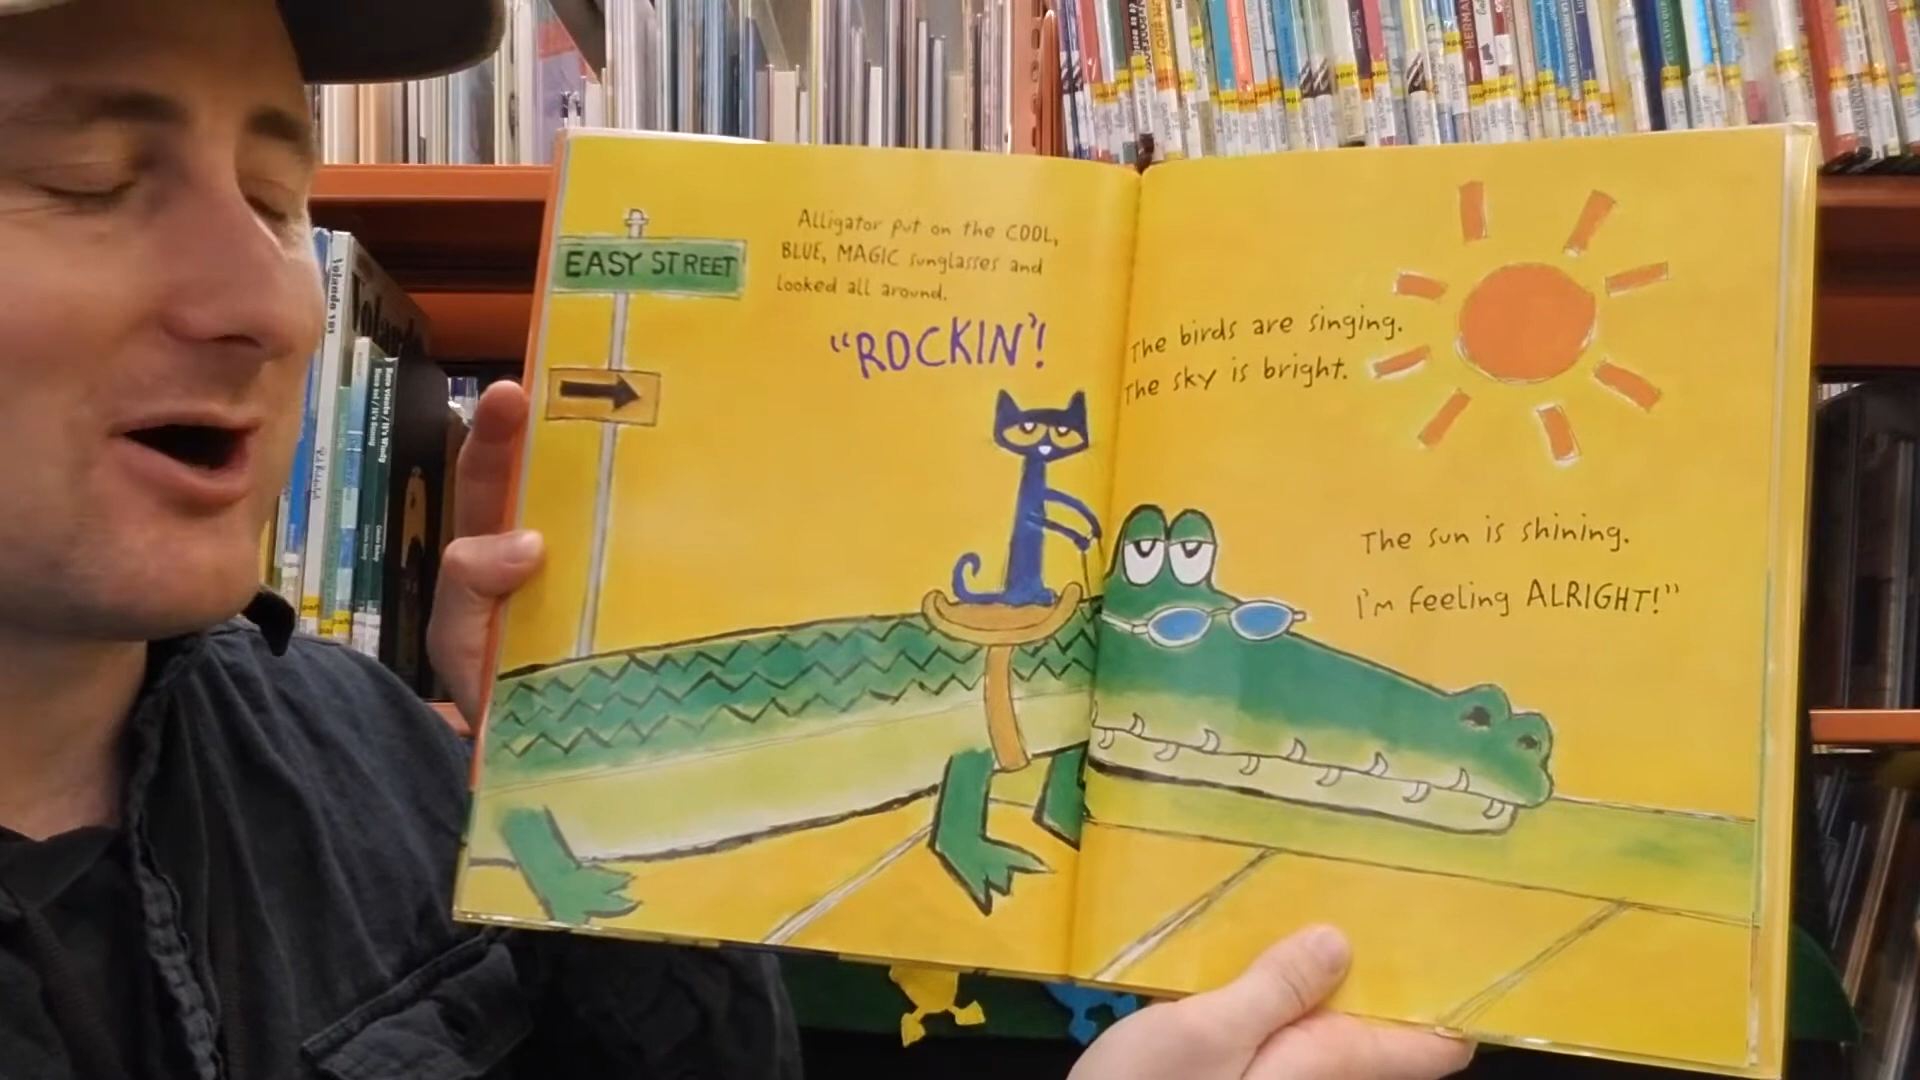 EASY STREET
Alligator put on the COOL,
BLUE, MAGIC sunglasses and
looked all around.
"ROCKIN'!
The birds are singing.
The sky is bright.
The sun is shining.
I'm feeling ALRIGHT!"